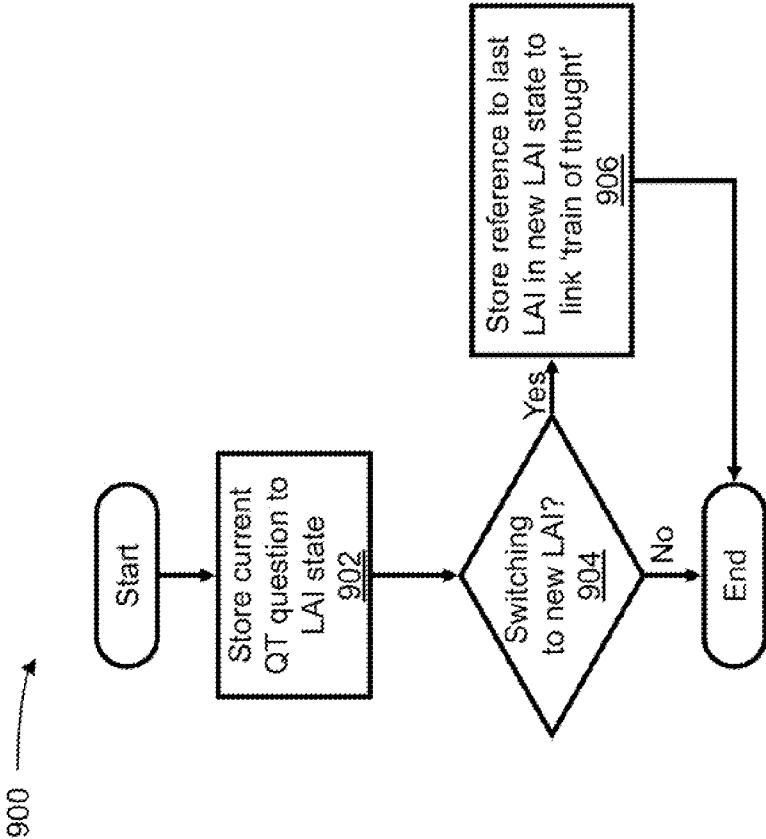 900
Start
Store current
QT question to
LAI state
902
Switching
to new LAI?
904
Yes
No
Store reference to last
LAI in new LAI state to
link 'train of thought'
906
End